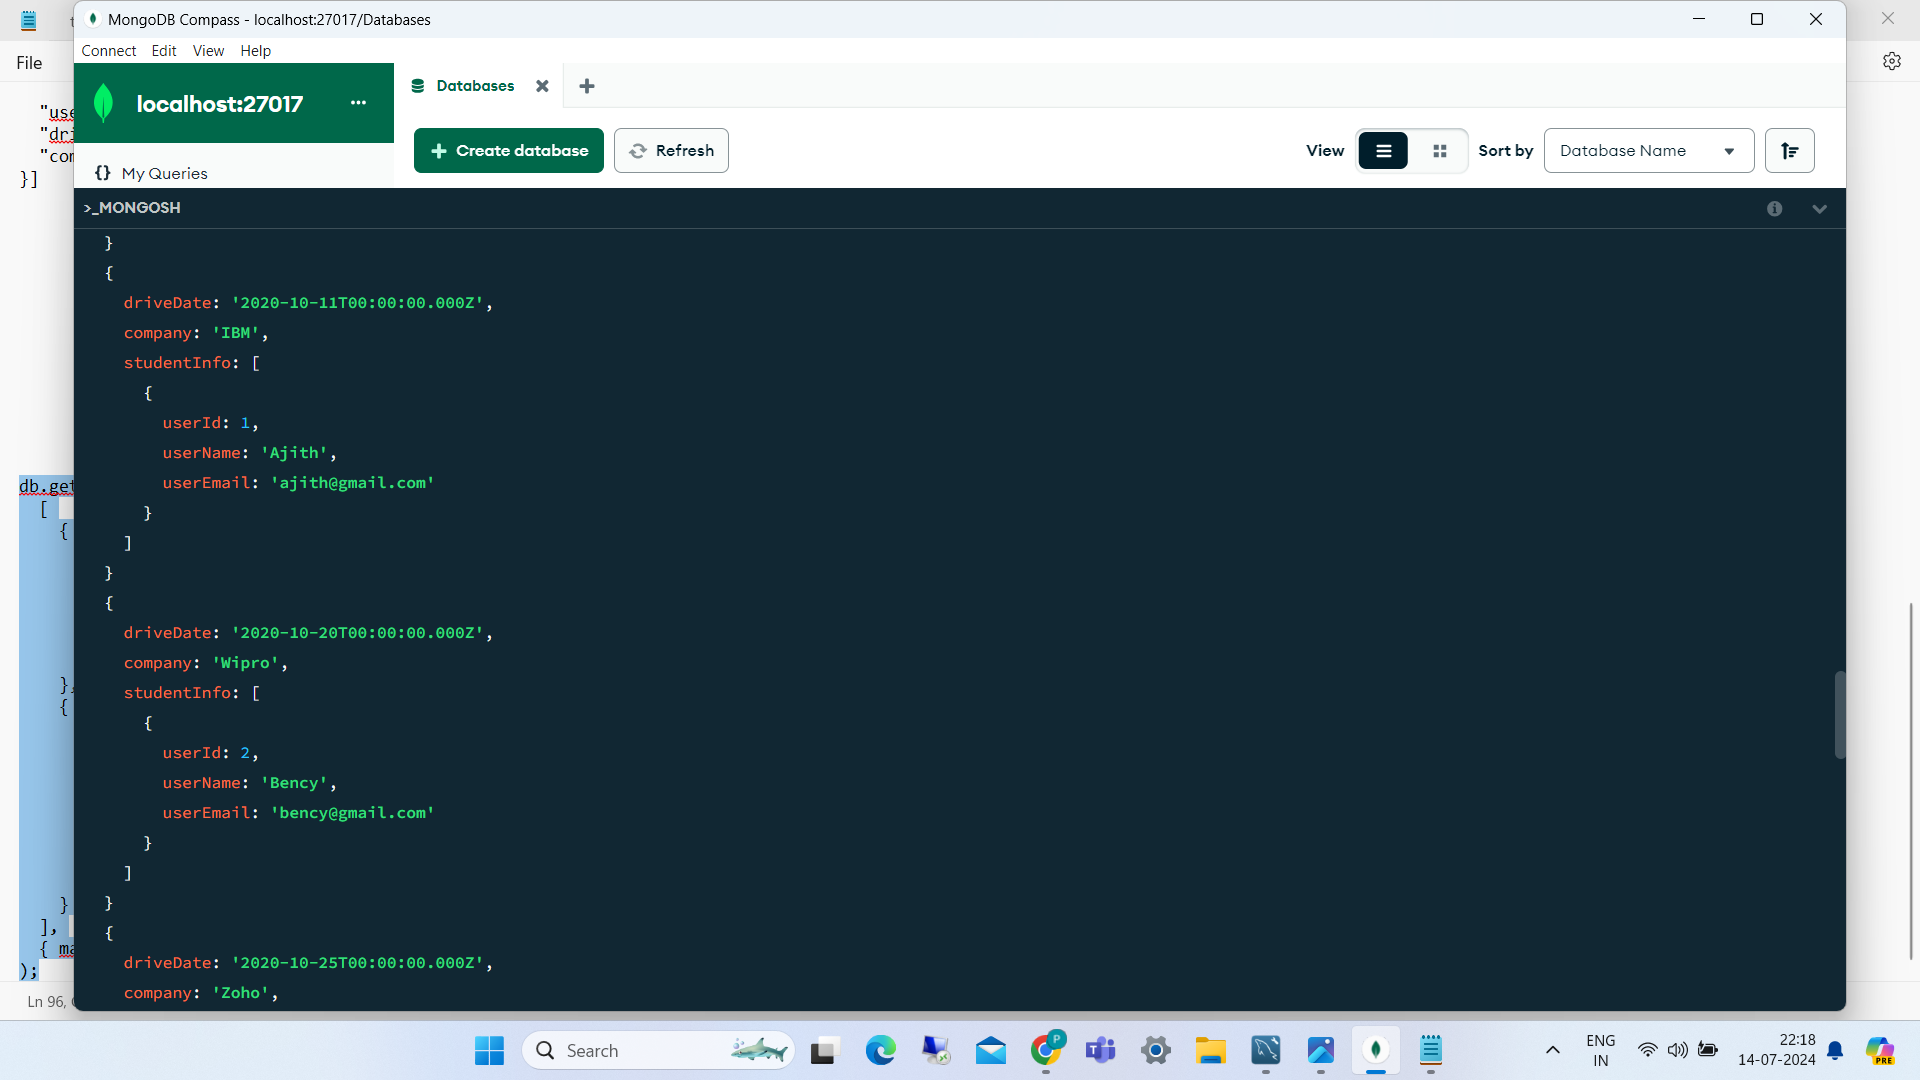 MongoDB Compass - localhost:27017/Databases
Connect Edit View Help
File
localhost:27017 ...
Databases
Create database
Refresh
View
Sort by
Database Name
{} My Queries
"use
"dri
"com
}]
>_MONGOSH
}
{
driveDate: '2020-10-11T00:00:00.000Z',
company: 'IBM',
studentInfo: [
{
userId: 1,
userName: 'Ajith',
userEmail: 'ajith@gmail.com'
}
]
}
{
driveDate: '2020-10-20T00:00:00.000Z',
company: 'Wipro',
studentInfo: [
{
userId: 2,
userName: 'Bency',
userEmail: 'bency@gmail.com'
}
]
}
{
driveDate: '2020-10-25T00:00:00.000Z',
company: 'Zoho',
db.get
[
{
},
{
}
],
{ ma
);
Ln 96,
Search
P
PRE
ENG
IN
22:18
14-07-2024